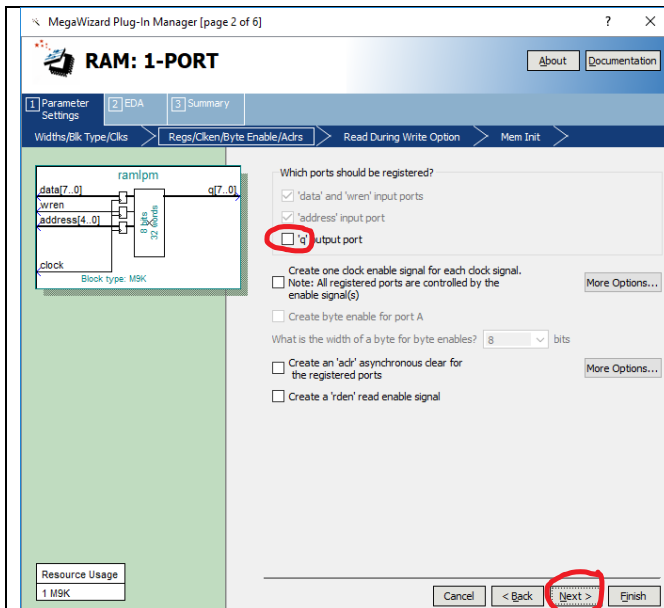 MegaWizard Plug-In Manager [page 2 of 6]
RAM: 1-PORT
About
Documentation
1 Parameter Settings
2 EDA
3 Summary
Widths/Blk Type/Clks
Regs/Clken/Byte Enable/Aclrs
Read During Write Option
Mem Init
ramlpm
data[7..0]
q[7..0]
wren
address[4..0]
8 bits
32 words
clock
Block type: M9K
Which ports should be registered?
'data' and 'wren' input ports
'address' input port
'q' output port
Create one clock enable signal for each clock signal.
Note: All registered ports are controlled by the
enable signal(s)
More Options...
Create byte enable for port A
What is the width of a byte for byte enables? 8 bits
Create an 'aclr' asynchronous clear for
the registered ports
More Options...
Create a 'rden' read enable signal
Resource Usage
1 M9K
Cancel
< Back
Next >
Finish